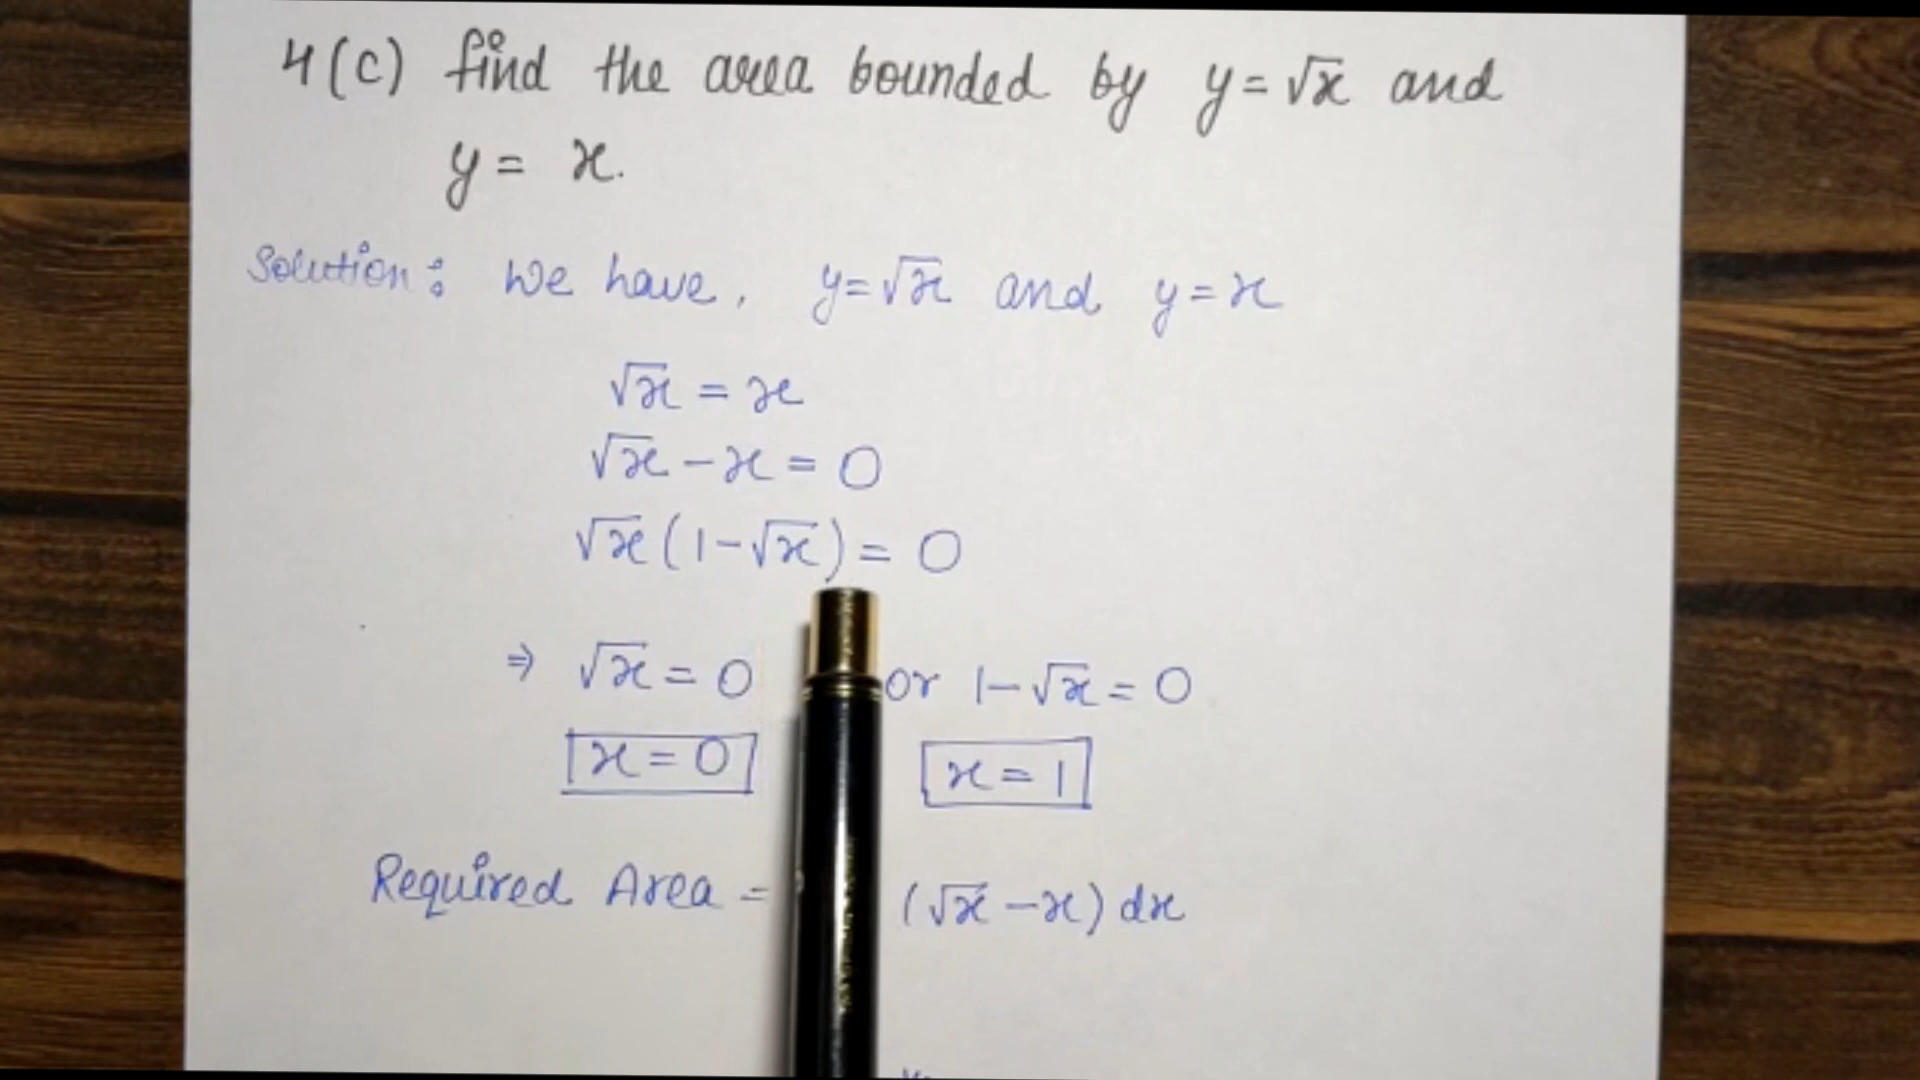 4(c) find the area bounded by y = √x and
y = x.
Solution: We have, y=√x and y=x
√x = x
√x - x = 0
√x (1-√x) = 0
⇒ √x = 0 or 1-√x = 0
x = 0 x = 1
Required Area = (√x - x) dx